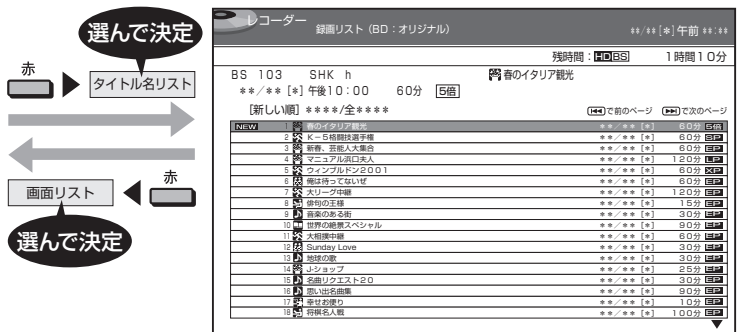 選んで決定
赤
タイトル名リスト
赤
画面リスト
選んで決定
レコーダー
録画リスト（BD：オリジナル）
**/**[*]午前 **:**
残時間：HD BS 1時間10分
BS 103 SHK h
春のイタリア観光
**/** [*] 午後10:00 60分 5倍
[新しい順] ****/全****
で前のページ
で次のページ
NEW 1 春のイタリア観光 **/** [*] 60分 5倍
2 K－5格闘技選手権 **/** [*] 60分 SP
3 新春、芸能人大集合 **/** [*] 60分 EP
4 マニュアル浜口夫人 **/** [*] 120分 LP
5 ウィンブルドン2001 **/** [*] 60分 XP
6 俺は待ってないぜ **/** [*] 60分 EP
7 大リーグ中継 **/** [*] 120分 EP
8 俳句の王様 **/** [*] 15分 EP
9 音楽のある街 **/** [*] 30分 EP
10 世界の絶景スペシャル **/** [*] 90分 EP
11 大相撲中継 **/** [*] 60分 EP
12 Sunday Love **/** [*] 30分 EP
13 地球の歌 **/** [*] 30分 EP
14 J-ショップ **/** [*] 25分 EP
15 名曲リクエスト20 **/** [*] 30分 EP
16 思い出名曲集 **/** [*] 90分 EP
17 幸せお便り **/** [*] 10分 EP
18 将棋名人戦 **/** [*] 100分 EP